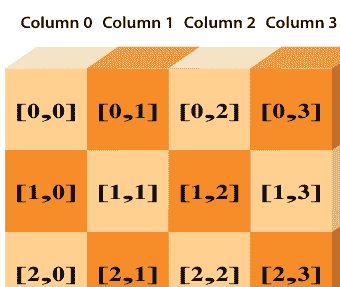 Column 0 Column 1 Column 2 Column 3
[0,0] [0,1] [0,2] [0,3]
[1,0] [1,1] [1,2] [1,3]
[2,0] [2,1] [2,2] [2,3]